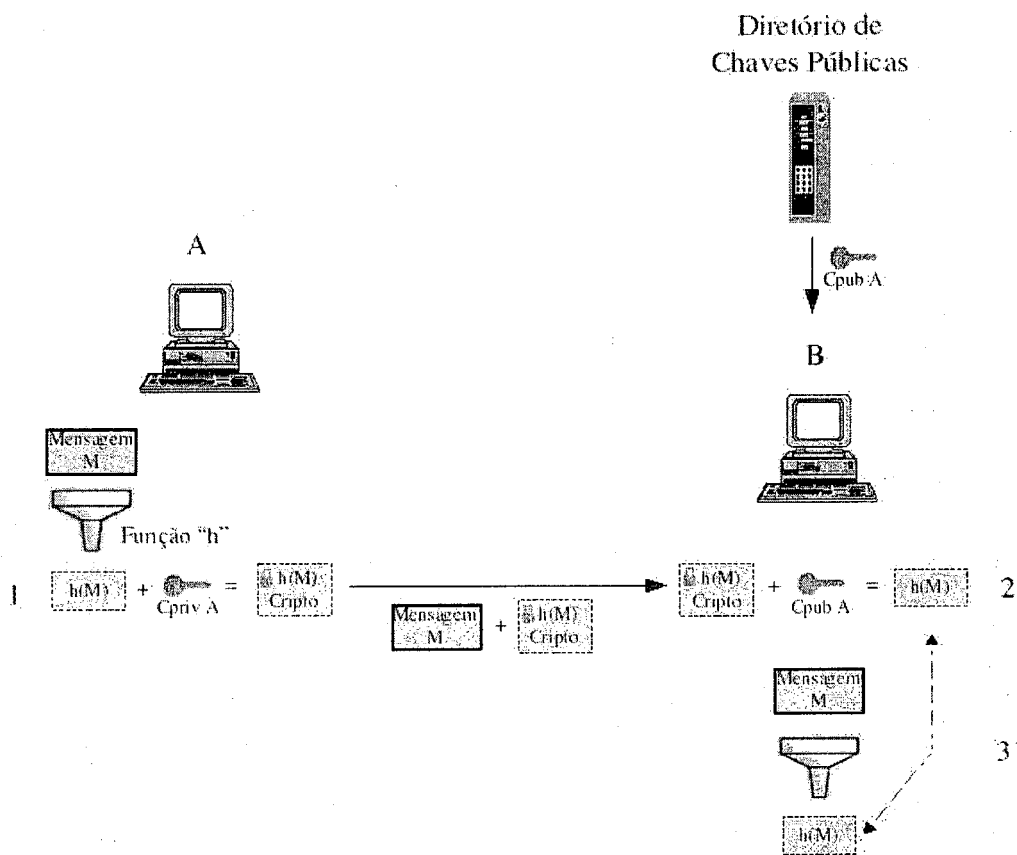 Diretório de
Chaves Públicas
Cpub A
A
B
Mensagem
M
Função "h"
1
h(M)
+
Cpriv A
=
h(M)
Cripto
Mensagem
M
+
h(M)
Cripto
h(M)
Cripto
+
Cpub A
=
h(M)
2
Mensagem
M
3
h(M)